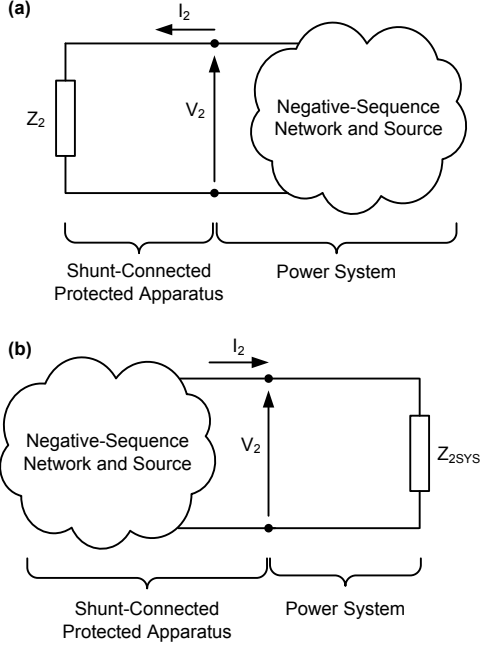 (a)
I2
Z2
V2
Negative-Sequence
Network and Source
Shunt-Connected
Protected Apparatus
Power System
(b)
I2
Negative-Sequence
Network and Source
V2
Z2SYS
Shunt-Connected
Protected Apparatus
Power System